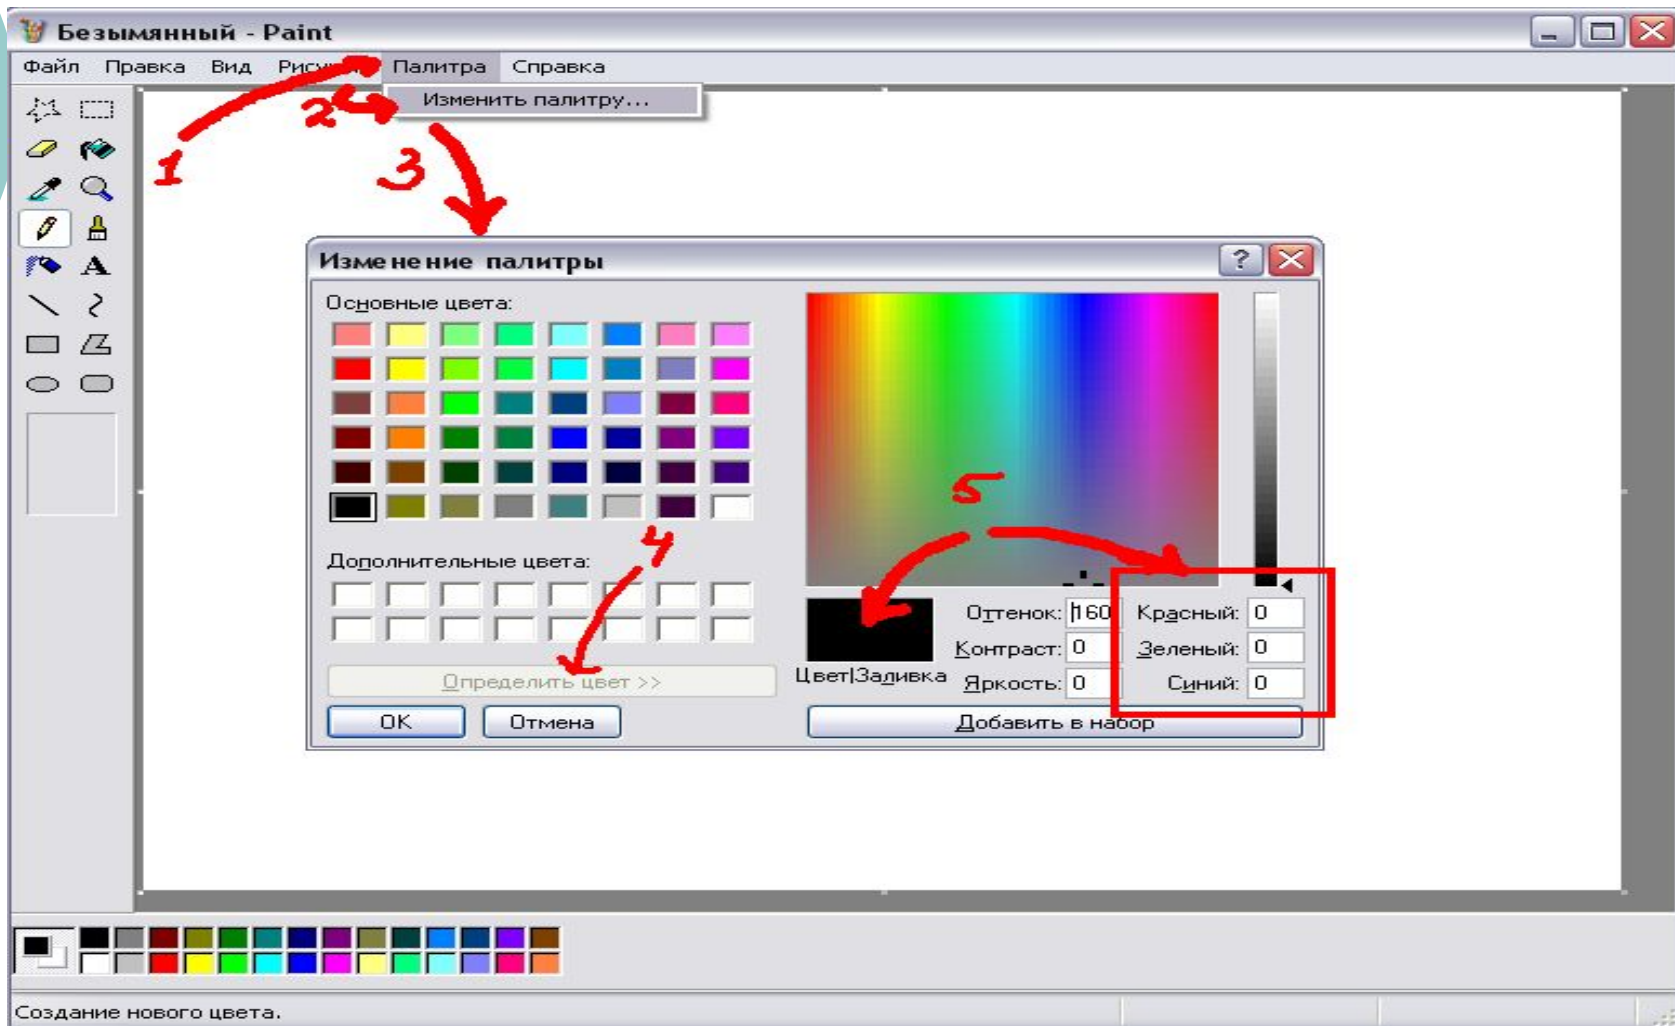 Безымянный - Paint
Файл Правка Вид Палитра Справка
Изменить палитру...
1
2
3
Изменение палитры
?
Основные цвета:
5
4
Дополнительные цвета:
Оттенок: 160 Красный: 0
Контраст: 0 Зеленый: 0
Цвет|Заливка Яркость: 0 Синий: 0
Определить цвет >>
OK Отмена Добавить в набор
A
Создание нового цвета.